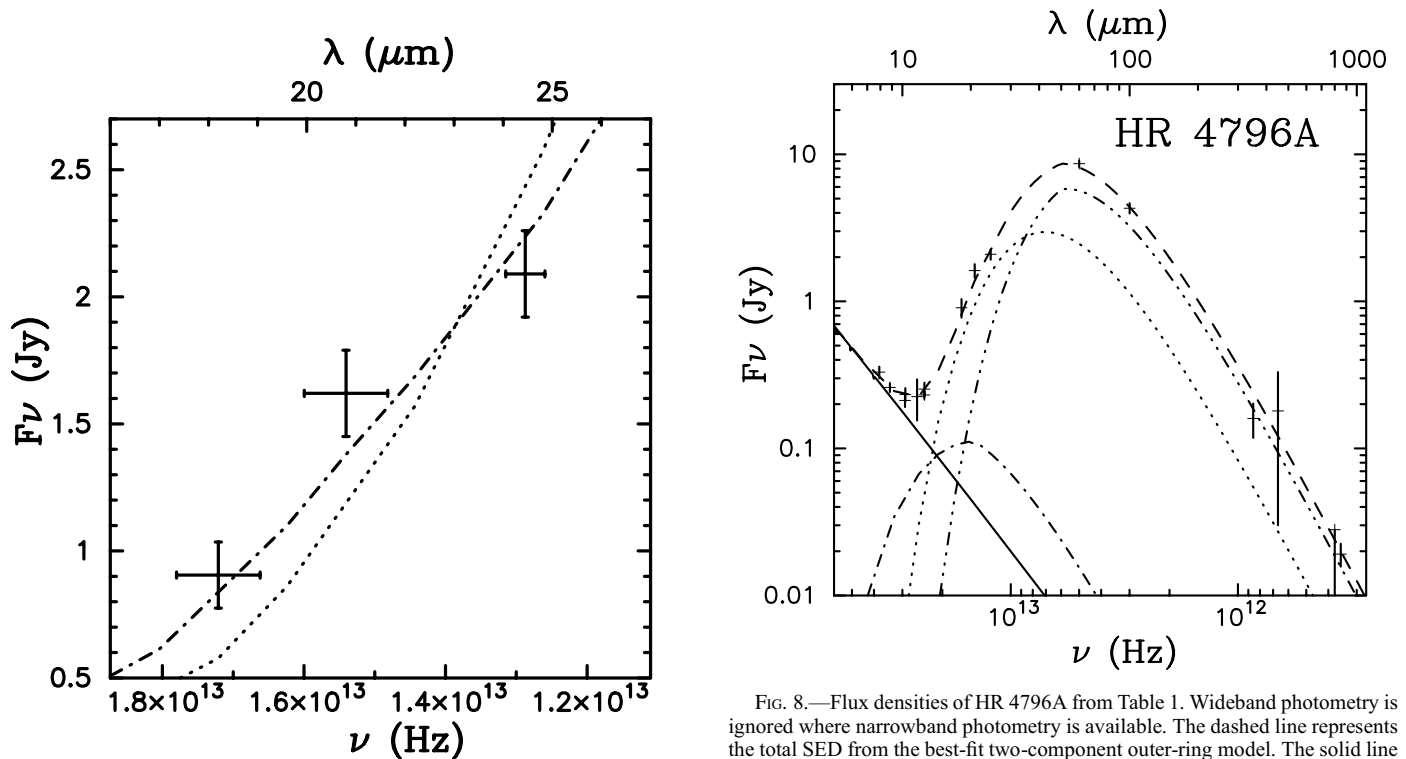 λ (μm)
20 25
2.5
2
1.5
1
0.5
Fν (Jy)
1.8×10¹³ 1.6×10¹³ 1.4×10¹³ 1.2×10¹³
ν (Hz)
λ (μm)
10 100 1000
HR 4796A
10
1
0.1
0.01
Fν (Jy)
10¹³ 10¹²
ν (Hz)
FIG. 8.—Flux densities of HR 4796A from Table 1. Wideband photometry is
ignored where narrowband photometry is available. The dashed line represents
the total SED from the best-fit two-component outer-ring model. The solid line